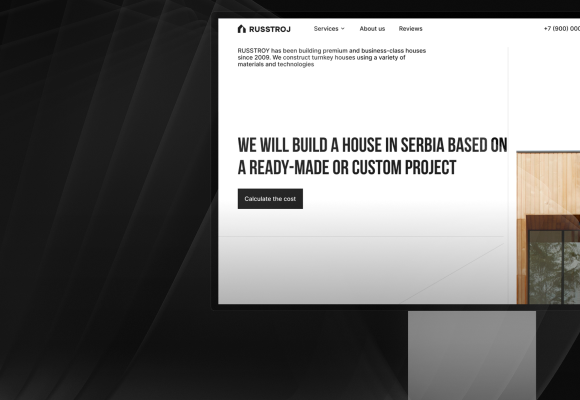 RUSSTROJ
Services
About us
Reviews
+7 (900) 000
RUSSTROY has been building premium and business-class houses
since 2009. We construct turnkey houses using a variety of
materials and technologies
WE WILL BUILD A HOUSE IN SERBIA BASED ON
A READY-MADE OR CUSTOM PROJECT
Calculate the cost